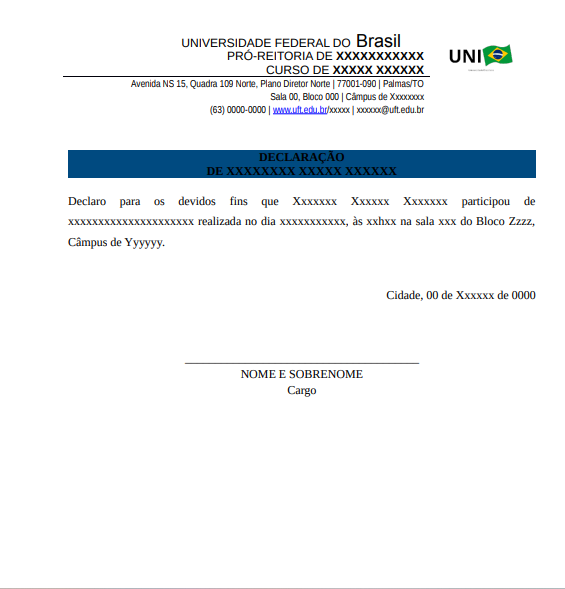 UNIVERSIDADE FEDERAL DO Brasil
PRÓ-REITORIA DE XXXXXXXXXXX
CURSO DE XXXXX XXXXXX
UNI
Avenida NS 15, Quadra 109 Norte, Plano Diretor Norte | 77001-090 | Palmas/TO
Sala 00, Bloco 000 | Câmpus de Xxxxxxxx
(63) 0000-0000 | www.uft.edu.br/xxxxx | xxxxxx@uft.edu.br
DECLARAÇÃO
DE XXXXXXXX XXXXX XXXXXX
Declaro para os devidos fins que Xxxxxxx Xxxxxx Xxxxxxx participou de
xxxxxxxxxxxxxxxxxxxxx realizada no dia xxxxxxxxxxx, às xxhxx na sala xxx do Bloco Zzzz,
Câmpus de Yyyyyy.
Cidade, 00 de Xxxxxx de 0000
NOME E SOBRENOME
Cargo